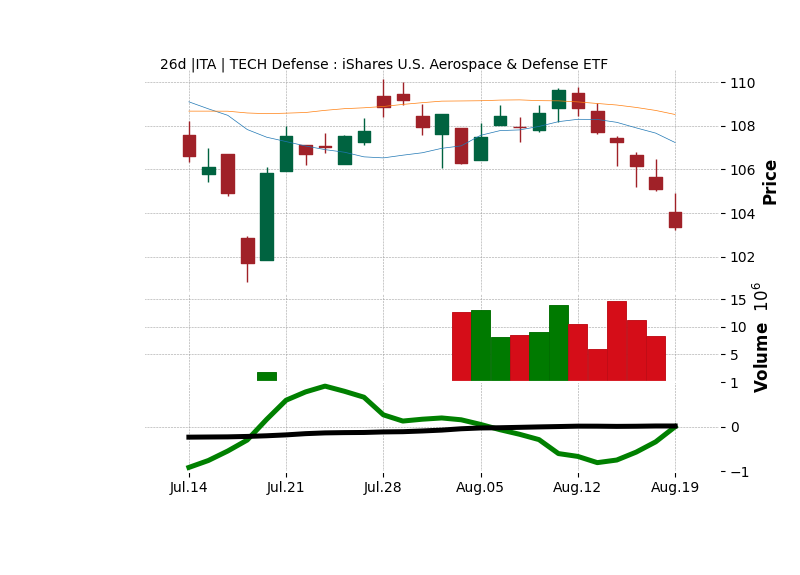 26d |ITA | TECH Defense : iShares U.S. Aerospace & Defense ETF
110
108
106
104
102
Price
15
10
5
1
Volume 10^6
0
−1
Jul.14 Jul.21 Jul.28 Aug.05 Aug.12 Aug.19